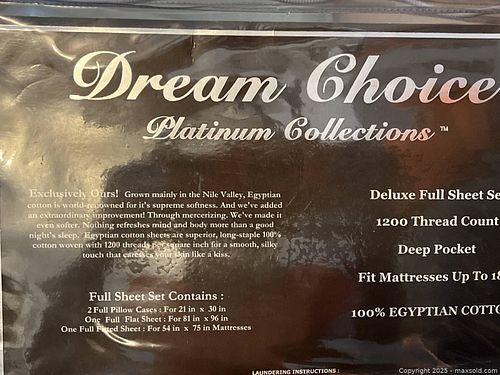 Dream Choice
Platinum Collections ™
Exclusively Ours! Grown mainly in the Nile Valley, Egyptian
cotton is world-renowned for it's supreme softness. And we've added
an extraordinary improvement! Through mercerizing. We've made it
even softer. Nothing refreshes mind and body more than a good
night's sleep. Egyptian cotton sheets are superior, long-staple 100%
cotton woven with 1200 threads per square inch for a smooth, silky
touch that caresses your skin like a kiss.
Full Sheet Set Contains :
2 Full Pillow Cases : For 21 in x 30 in
One Full Flat Sheet : For 81 in x 96 in
One Full Fitted Sheet : For 54 in x 75 in Mattresses
Deluxe Full Sheet Se
1200 Thread Count
Deep Pocket
Fit Mattresses Up To 18
100% EGYPTIAN COTTO
LAUNDERING INSTRUCTIONS :
Copyright 2025 - maxsold.com